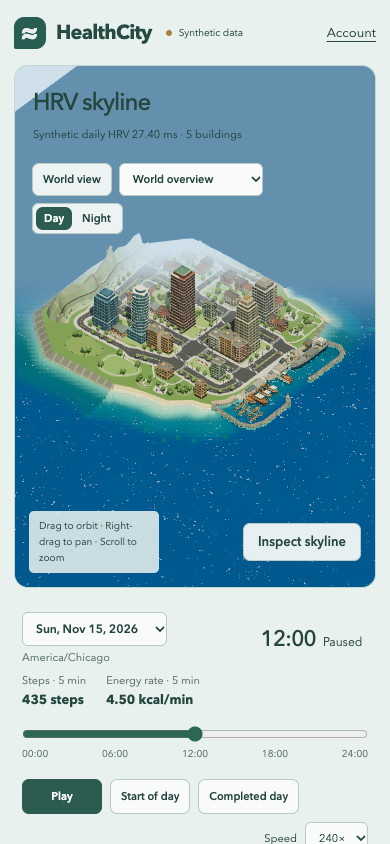 HealthCity
Synthetic data
Account
HRV skyline
Synthetic daily HRV 27.40 ms · 5 buildings
World view
World overview
Day
Night
Drag to orbit · Right-
drag to pan · Scroll to
zoom
Inspect skyline
Sun, Nov 15, 2026
12:00 Paused
America/Chicago
Steps · 5 min
Energy rate · 5 min
435 steps
4.50 kcal/min
00:00 06:00 12:00 18:00 24:00
Play
Start of day
Completed day
Speed
240×